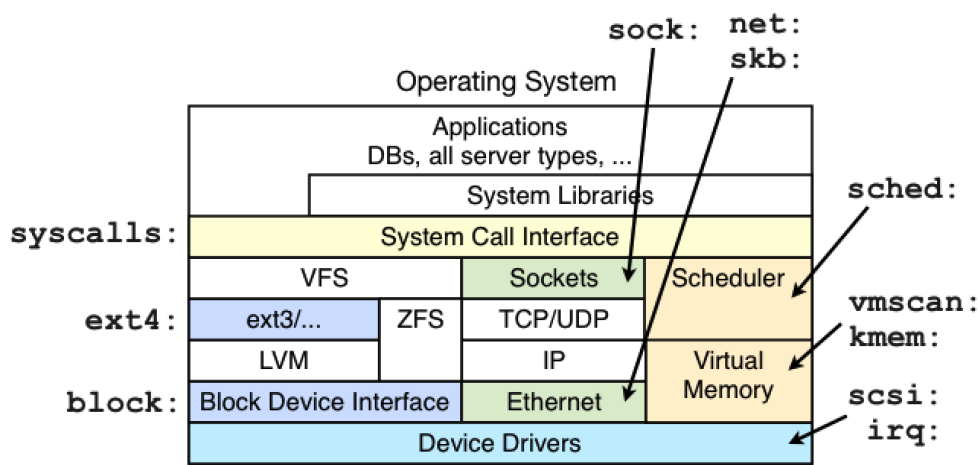 sock:
net:
skb:
Operating System
Applications
DBs, all server types, ...
System Libraries
sched:
syscalls:
System Call Interface
VFS
Sockets
Scheduler
ext4:
ext3/...
ZFS
TCP/UDP
vmscan:
kmem:
LVM
IP
Virtual
Memory
block:
Block Device Interface
Ethernet
scsi:
irq:
Device Drivers